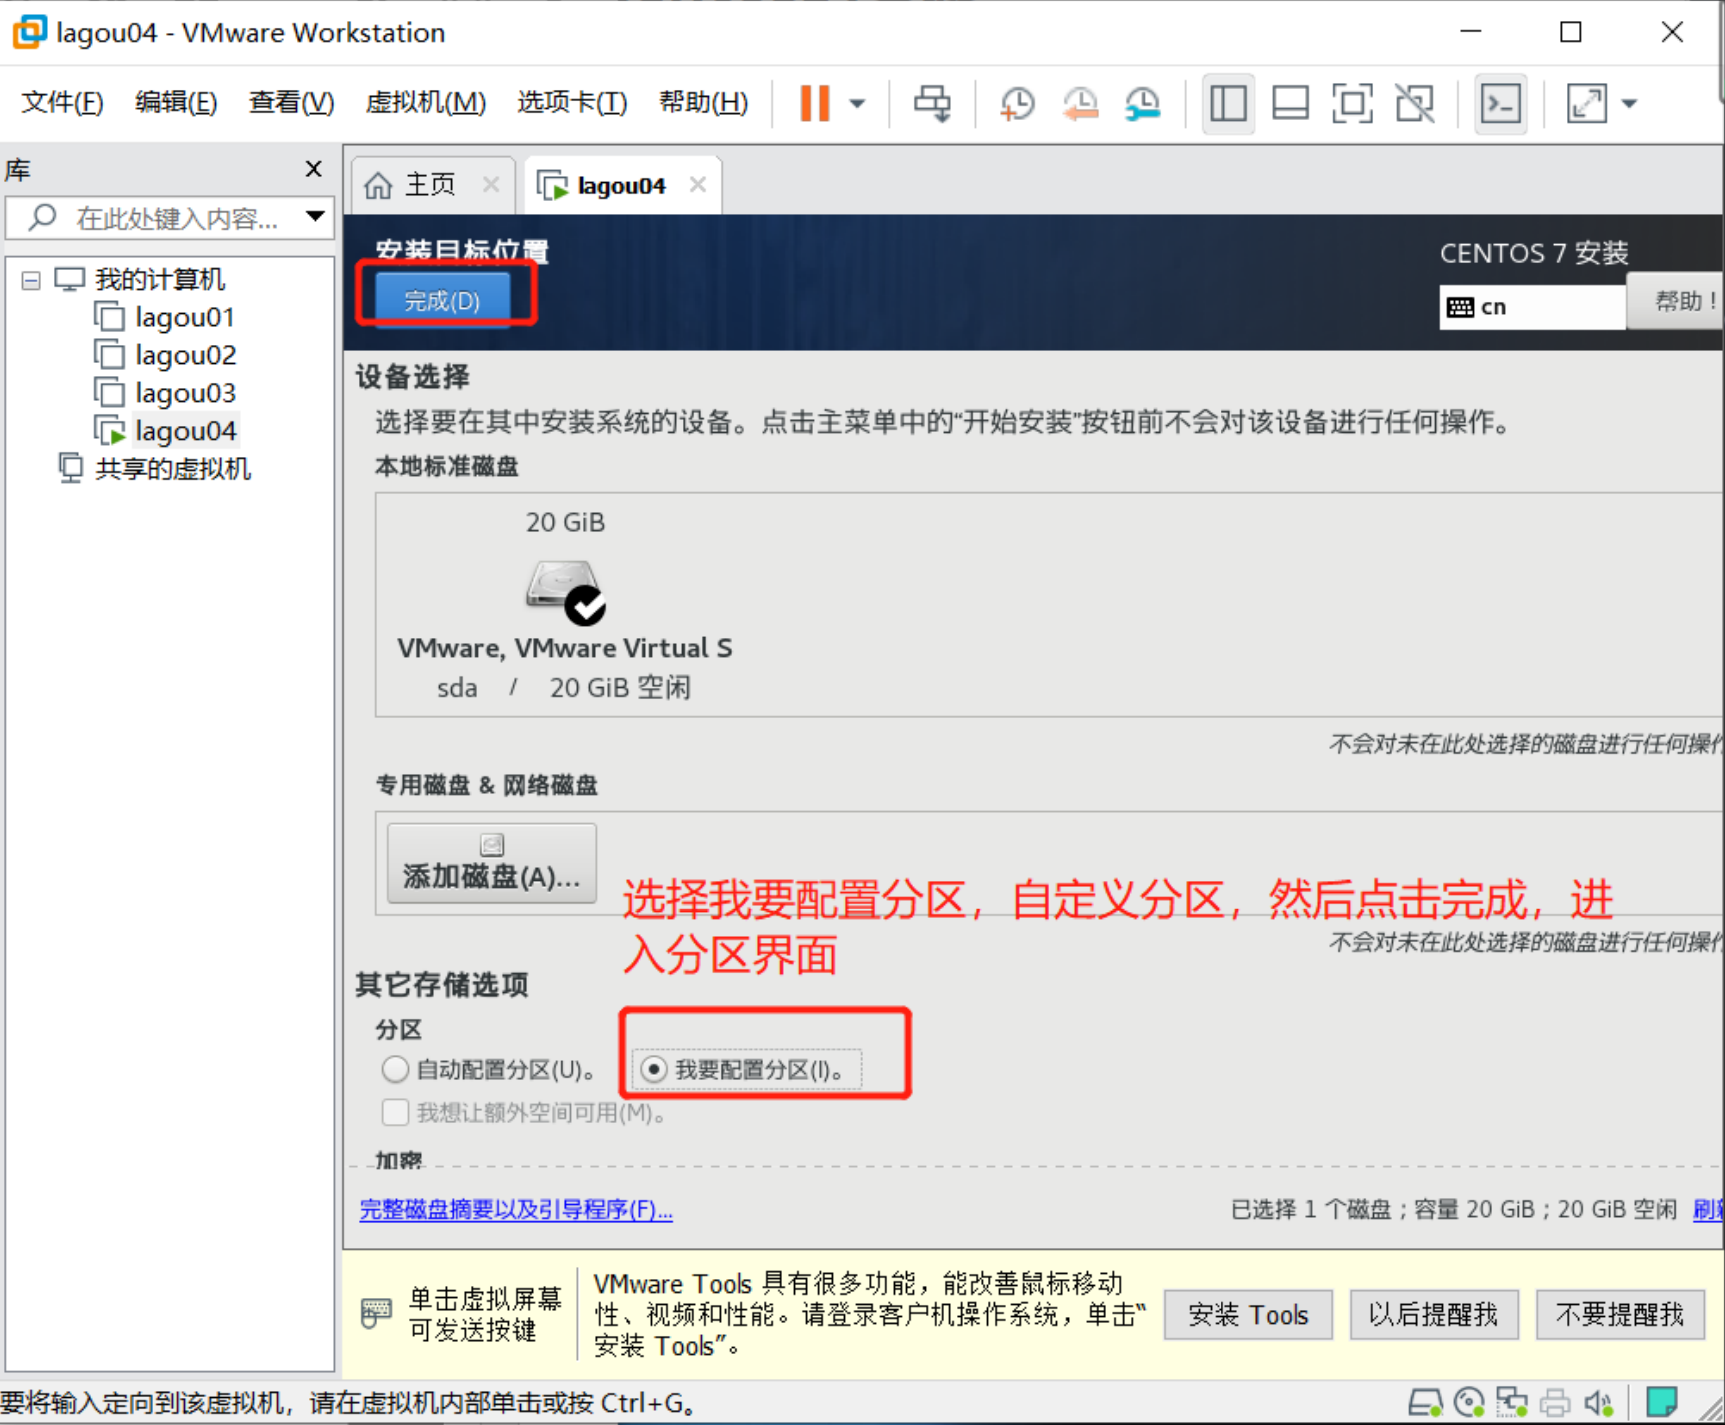 lagou04 - VMware Workstation
文件(F) 编辑(E) 查看(V) 虚拟机(M) 选项卡(T) 帮助(H)
库
在此处键入内容...
我的计算机
lagou01
lagou02
lagou03
lagou04
共享的虚拟机
主页
lagou04
安装目标位置
完成(D)
CENTOS 7 安装
cn
帮助！
设备选择
选择要在其中安装系统的设备。点击主菜单中的“开始安装”按钮前不会对该设备进行任何操作。
本地标准磁盘
20 GiB
VMware, VMware Virtual S
sda / 20 GiB 空闲
不会对未在此处选择的磁盘进行任何操作
专用磁盘 & 网络磁盘
添加磁盘(A)...
选择我要配置分区，自定义分区，然后点击完成，进
入分区界面
不会对未在此处选择的磁盘进行任何操作
其它存储选项
分区
自动配置分区(U)。 我要配置分区(I)。
我想让额外空间可用(M)。
加密
完整磁盘摘要以及引导程序(F)...
已选择 1 个磁盘；容量 20 GiB；20 GiB 空闲 刷新
单击虚拟屏幕
可发送按键
VMware Tools 具有很多功能，能改善鼠标移动
性、视频和性能。请登录客户机操作系统，单击“
安装 Tools”。
安装 Tools
以后提醒我
不要提醒我
要将输入定向到该虚拟机，请在虚拟机内部单击或按 Ctrl+G。